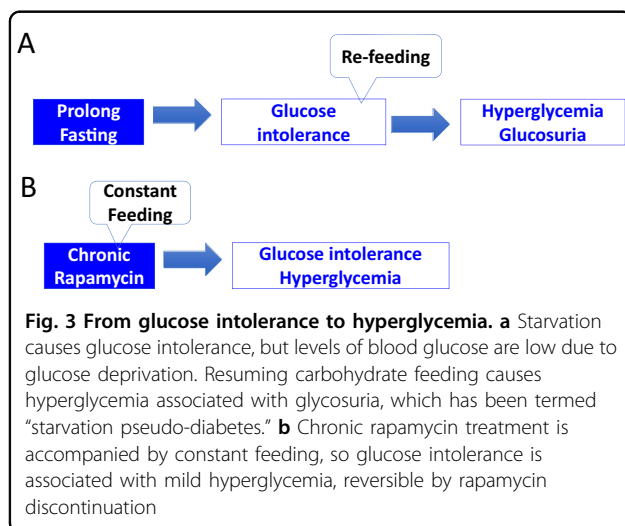 A
Re-feeding
Prolong
Fasting
Glucose
intolerance
Hyperglycemia
Glucosuria
B
Constant
Feeding
Chronic
Rapamycin
Glucose intolerance
Hyperglycemia
Fig. 3 From glucose intolerance to hyperglycemia. a Starvation
causes glucose intolerance, but levels of blood glucose are low due to
glucose deprivation. Resuming carbohydrate feeding causes
hyperglycemia associated with glycosuria, which has been termed
“starvation pseudo-diabetes.” b Chronic rapamycin treatment is
accompanied by constant feeding, so glucose intolerance is
associated with mild hyperglycemia, reversible by rapamycin
discontinuation